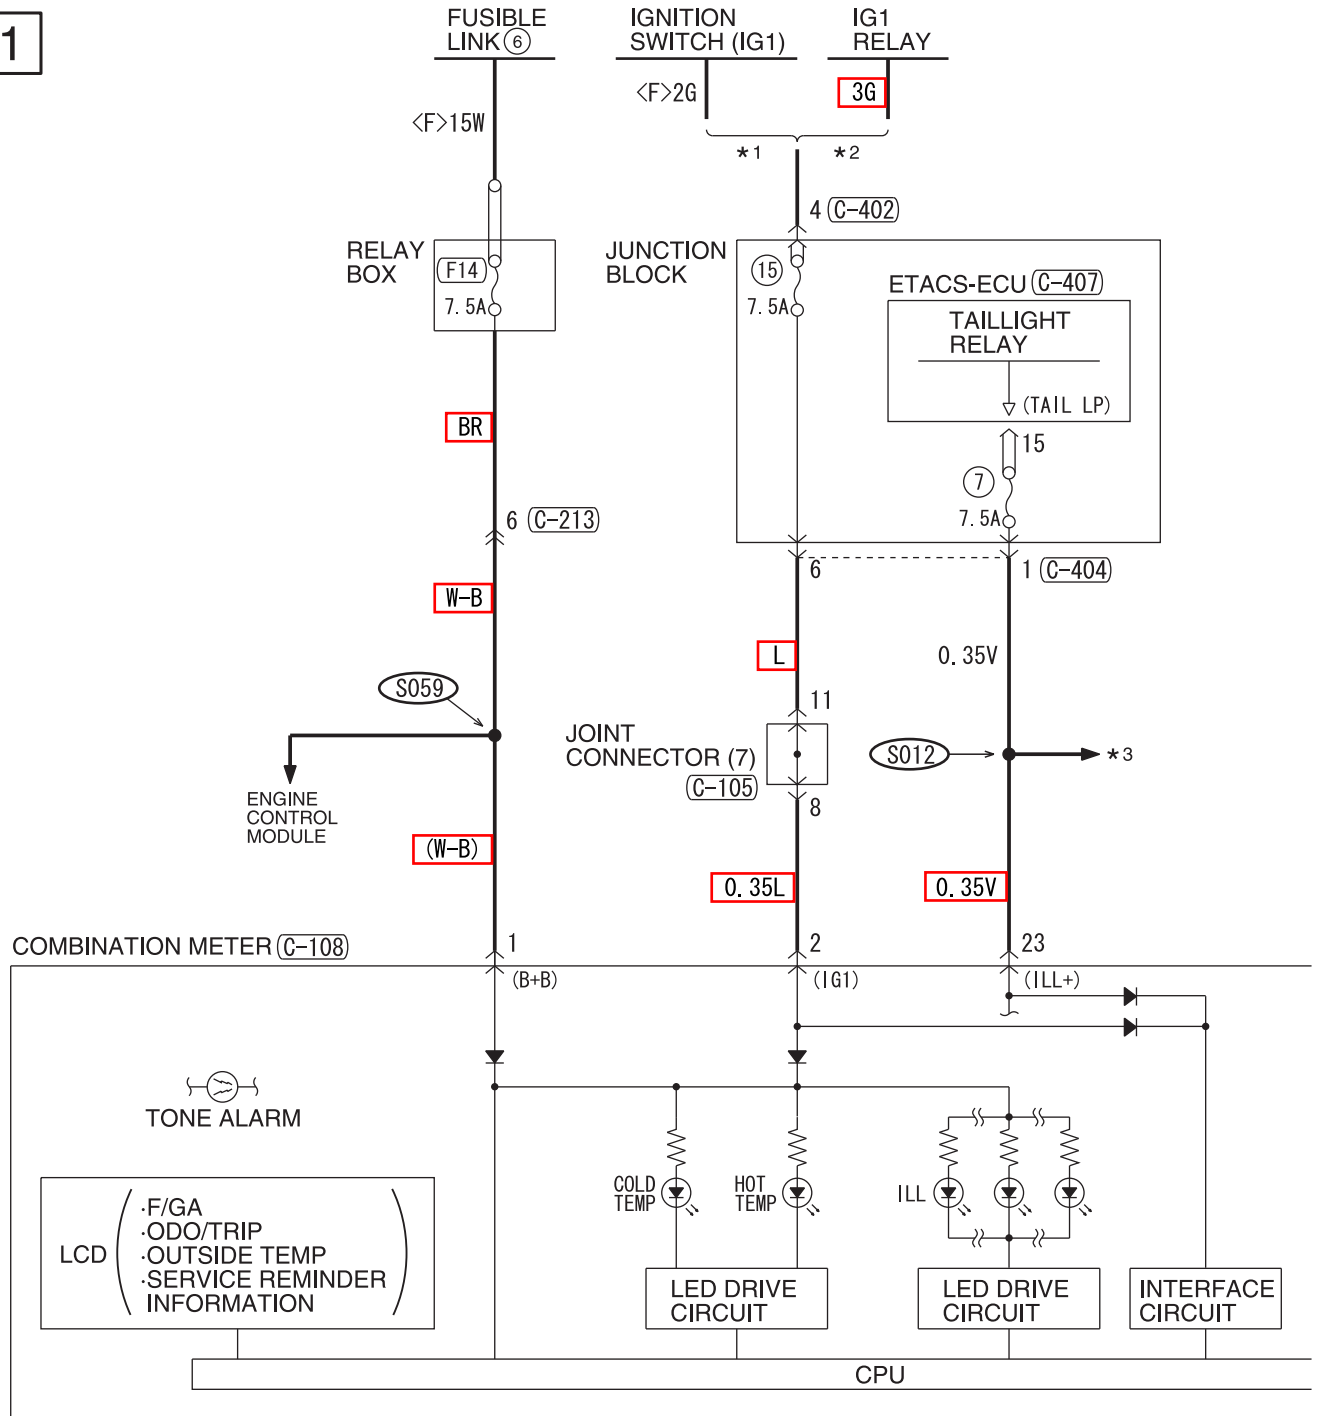 1
FUSIBLE
LINK 6
IGNITION
SWITCH (IG1)
IG1
RELAY
<F>15W
<F>2G
3G
*1
*2
4 C-402
RELAY
BOX
F14
7.5A
JUNCTION
BLOCK
15
7.5A
ETACS-ECU C-407
TAILLIGHT
RELAY
(TAIL LP)
15
7
7.5A
BR
6 C-213
6
1 C-404
W-B
L
0.35V
S059
11
JOINT
CONNECTOR (7)
C-105
S012
*3
ENGINE
CONTROL
MODULE
8
(W-B)
0.35L
0.35V
COMBINATION METER C-108
1
2
23
(B+B)
(IG1)
(ILL+)
TONE ALARM
COLD
TEMP
HOT
TEMP
ILL
LCD
·F/GA
·ODO/TRIP
·OUTSIDE TEMP
·SERVICE REMINDER
INFORMATION
LED DRIVE
CIRCUIT
LED DRIVE
CIRCUIT
INTERFACE
CIRCUIT
CPU